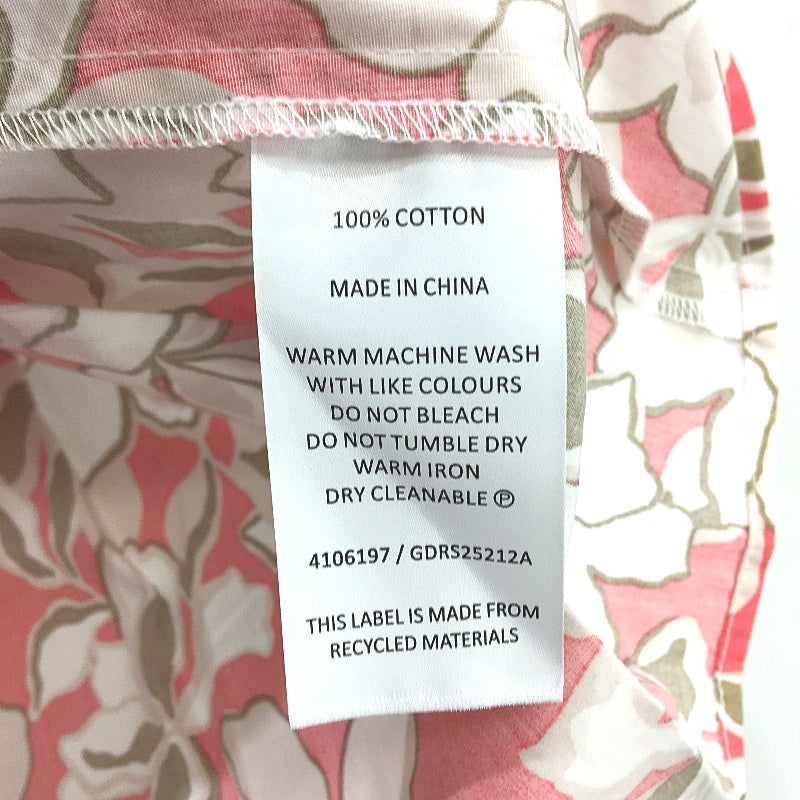 100% COTTON
MADE IN CHINA
WARM MACHINE WASH
WITH LIKE COLOURS
DO NOT BLEACH
DO NOT TUMBLE DRY
WARM IRON
DRY CLEANABLE Ⓟ
4106197 / GDRS25212A
THIS LABEL IS MADE FROM
RECYCLED MATERIALS